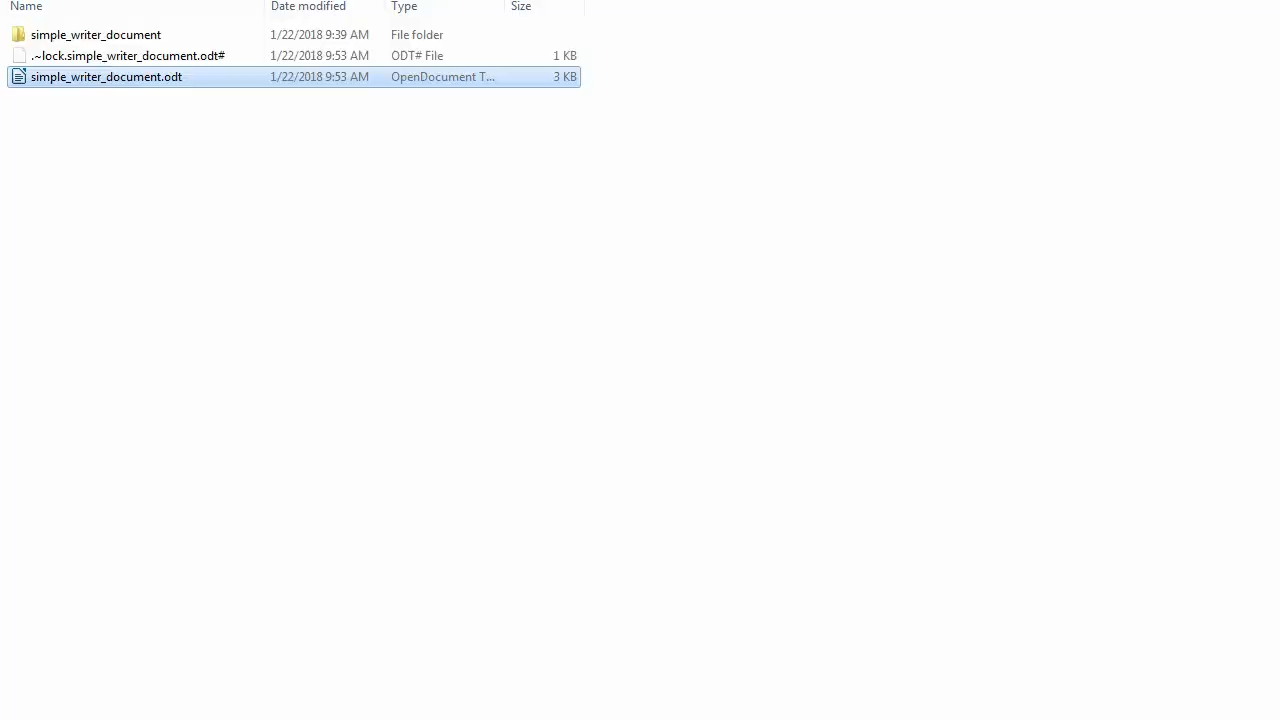 Name Date modified Type Size
simple_writer_document 1/22/2018 9:39 AM File folder
.~lock.simple_writer_document.odt# 1/22/2018 9:53 AM ODT# File 1 KB
simple_writer_document.odt 1/22/2018 9:53 AM OpenDocument T... 3 KB